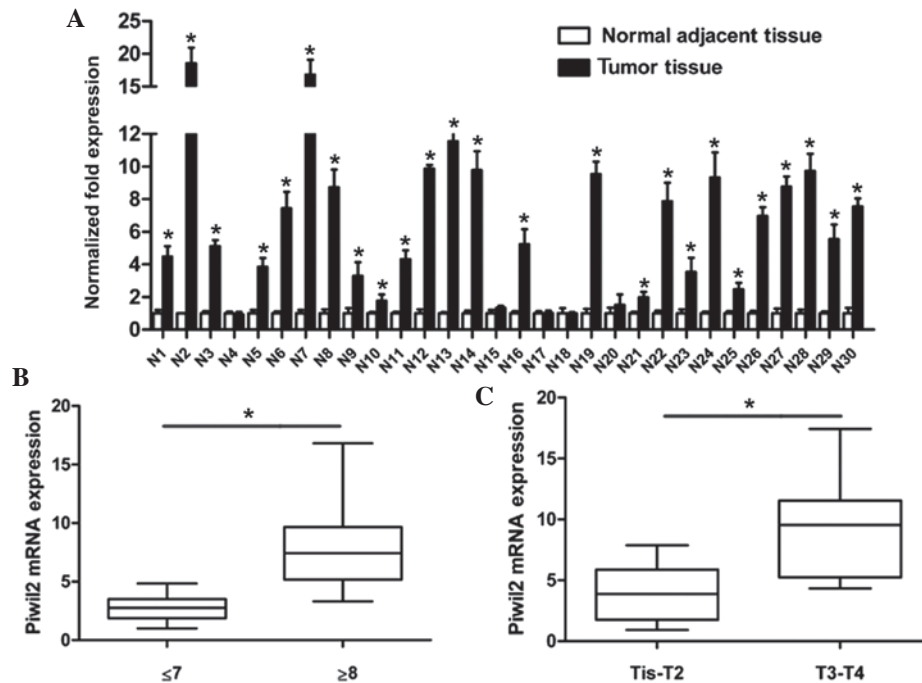 A
Normalized fold expression
25
20
15
12
10
8
6
4
2
0
Normal adjacent tissue
Tumor tissue
* * * * * * * * * * * * * * * * * * * * * * * * *
N1 N2 N3 N4 N5 N6 N7 N8 N9 N10 N11 N12 N13 N14 N15 N16 N17 N18 N19 N20 N21 N22 N23 N24 N25 N26 N27 N28 N29 N30
B
Piwil2 mRNA expression
20
15
10
5
0
*
≤7 ≥8
C
Piwil2 mRNA expression
20
15
10
5
0
*
Tis-T2 T3-T4